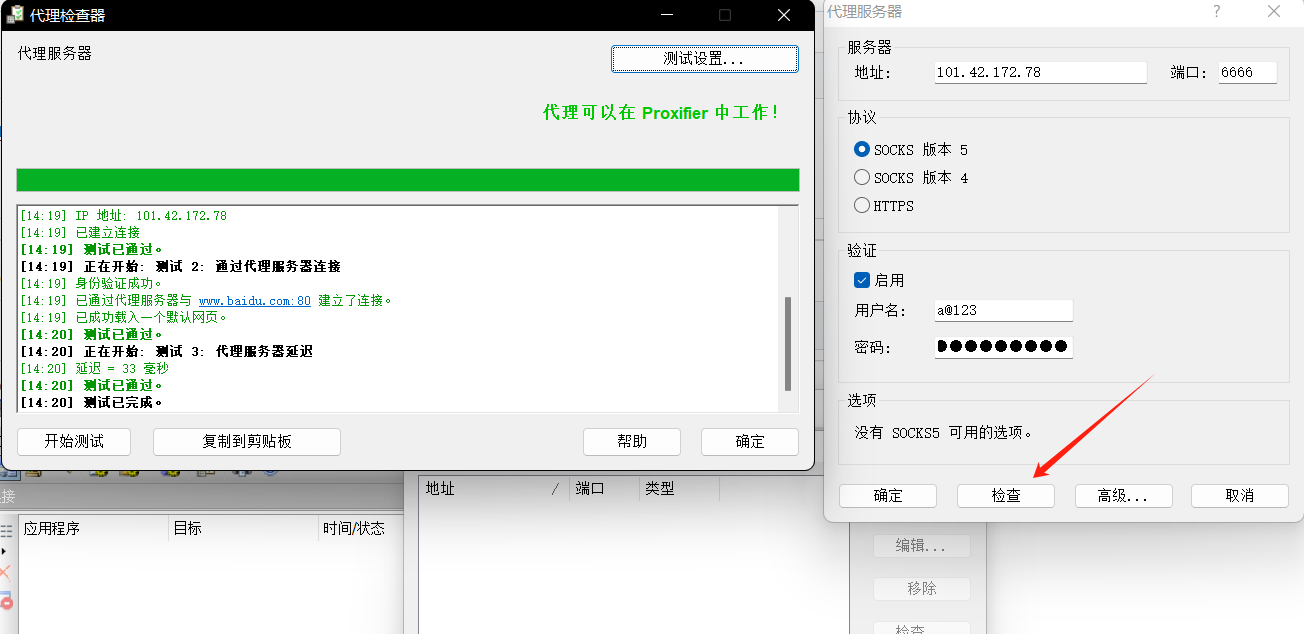 代理检查器
代理服务器
测试设置...
代理可以在 Proxifier 中工作!
[14:19] IP 地址: 101.42.172.78
[14:19] 已建立连接
[14:19] 测试已通过。
[14:19] 正在开始: 测试 2: 通过代理服务器连接
[14:19] 身份验证成功。
[14:19] 已通过代理服务器与 www.baidu.com:80 建立了连接。
[14:19] 已成功载入一个默认网页。
[14:20] 测试已通过。
[14:20] 正在开始: 测试 3: 代理服务器延迟
[14:20] 延迟 = 33 毫秒
[14:20] 测试已通过。
[14:20] 测试已完成。
开始测试
复制到剪贴板
帮助
确定
代理服务器
服务器
地址:
101.42.172.78
端口:
6666
协议
SOCKS 版本 5
SOCKS 版本 4
HTTPS
验证
启用
用户名:
a@123
密码:
选项
没有 SOCKS5 可用的选项。
确定
检查
高级...
取消
接
应用程序
目标
时间/状态
地址
端口
类型
编辑...
移除
检查